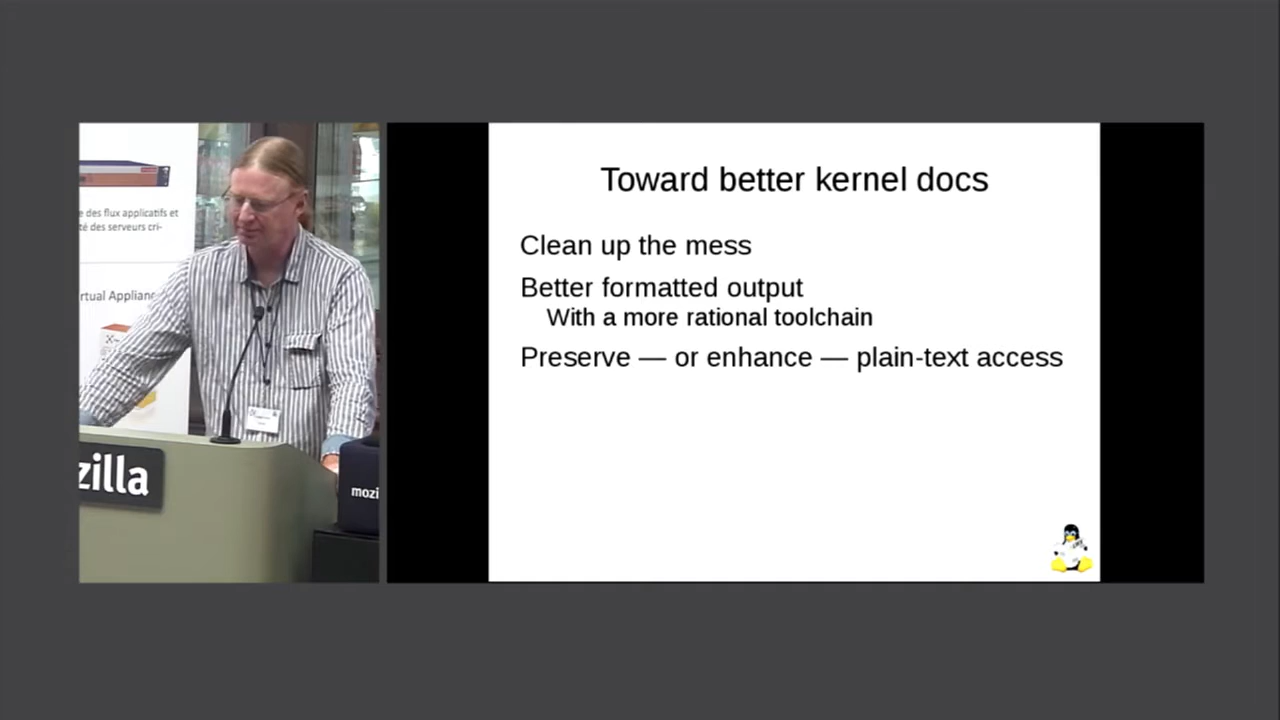 e des flux applicatifs et
té des serveurs cri-
rtual Applianc
zilla
mozi
Toward better kernel docs
Clean up the mess
Better formatted output
With a more rational toolchain
Preserve — or enhance — plain-text access